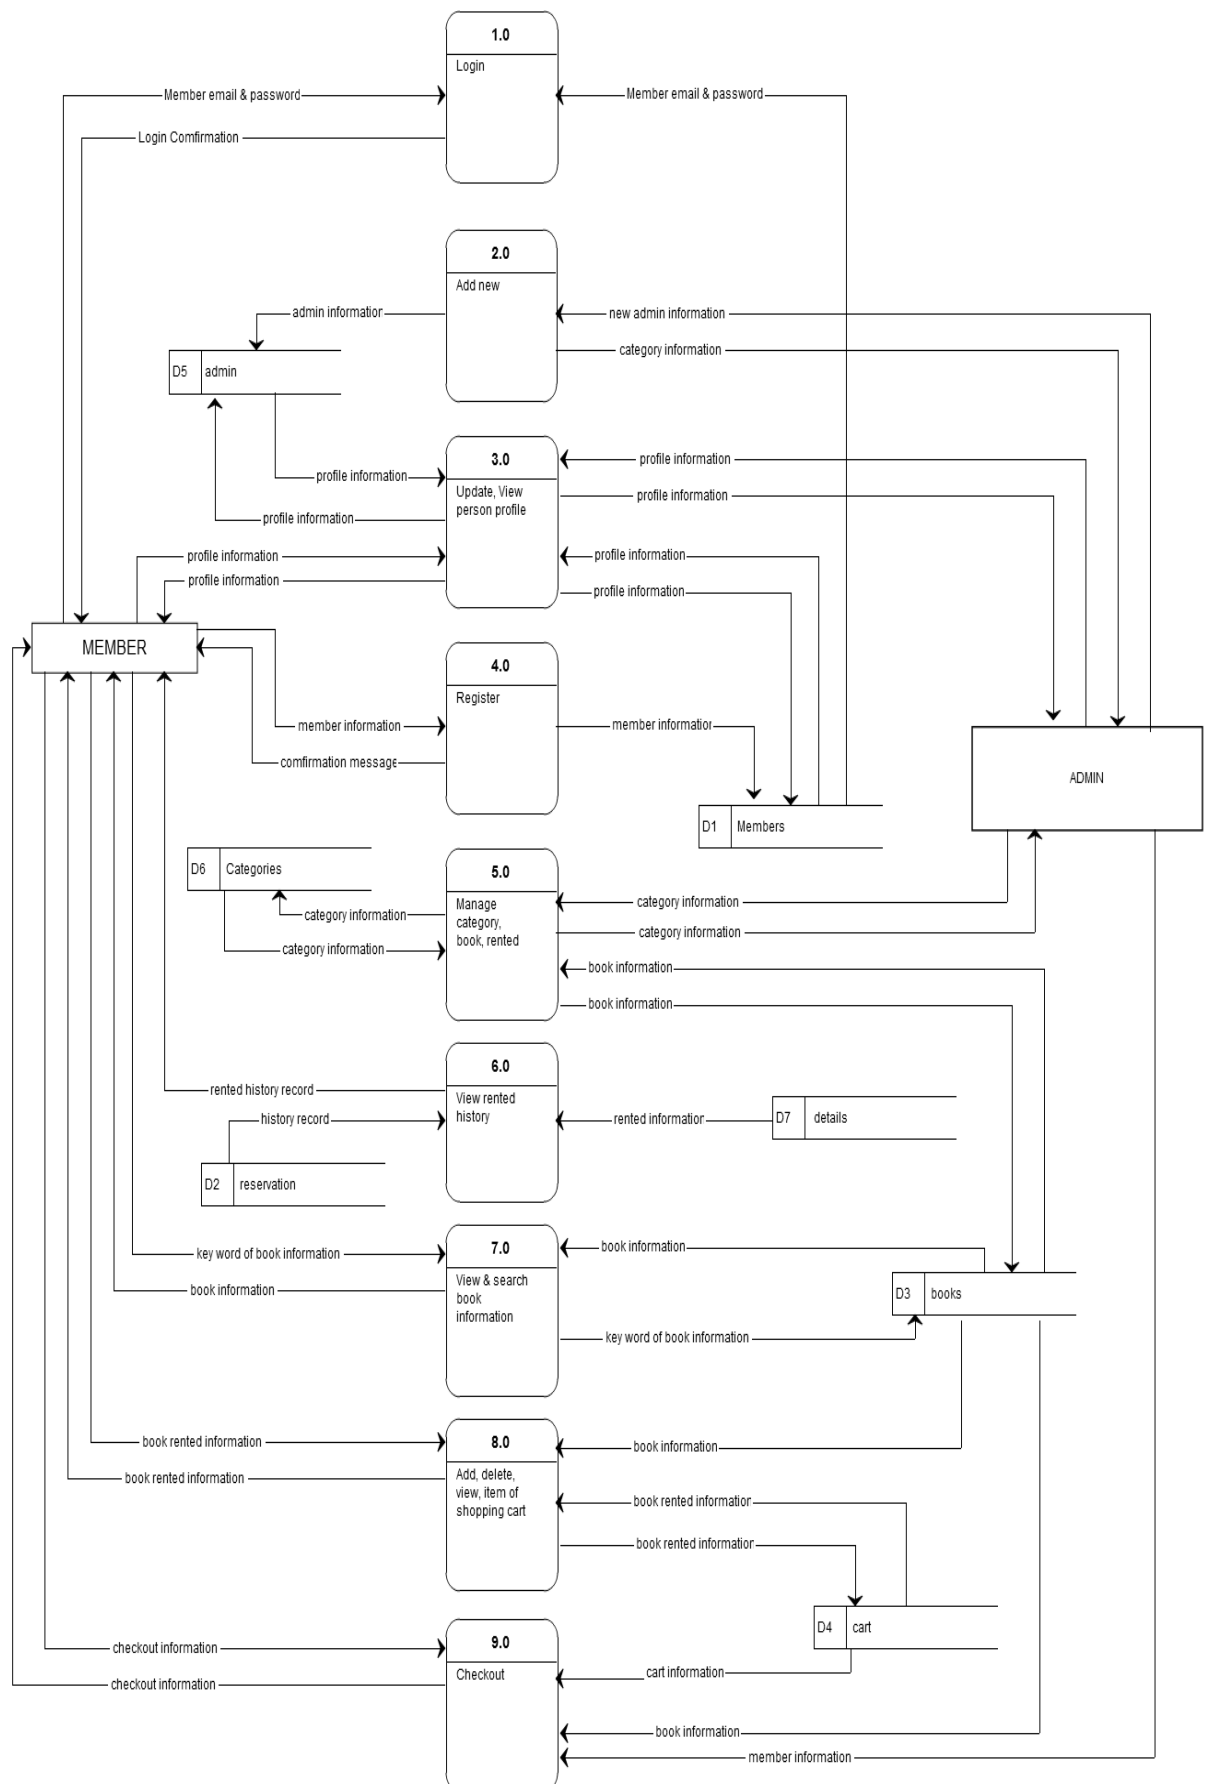 1.0
Login
Member email & password
Member email & password
Login Comfirmation
2.0
Add new
admin information
new admin information
category information
D5 admin
3.0
Update, View
person profile
profile information
profile information
profile information
profile information
profile information
profile information
profile information
profile information
MEMBER
4.0
Register
member information
member information
comfirmation message
ADMIN
D1 Members
D6 Categories
5.0
Manage
category,
book, rented
category information
category information
category information
category information
book information
book information
6.0
View rented
history
rented history record
history record
rented information
D7 details
D2 reservation
7.0
View & search
book
information
key word of book information
book information
book information
D3 books
key word of book information
8.0
Add, delete,
view, item of
shopping cart
book rented information
book rented information
book information
book rented information
book rented information
D4 cart
9.0
Checkout
checkout information
checkout information
cart information
book information
member information